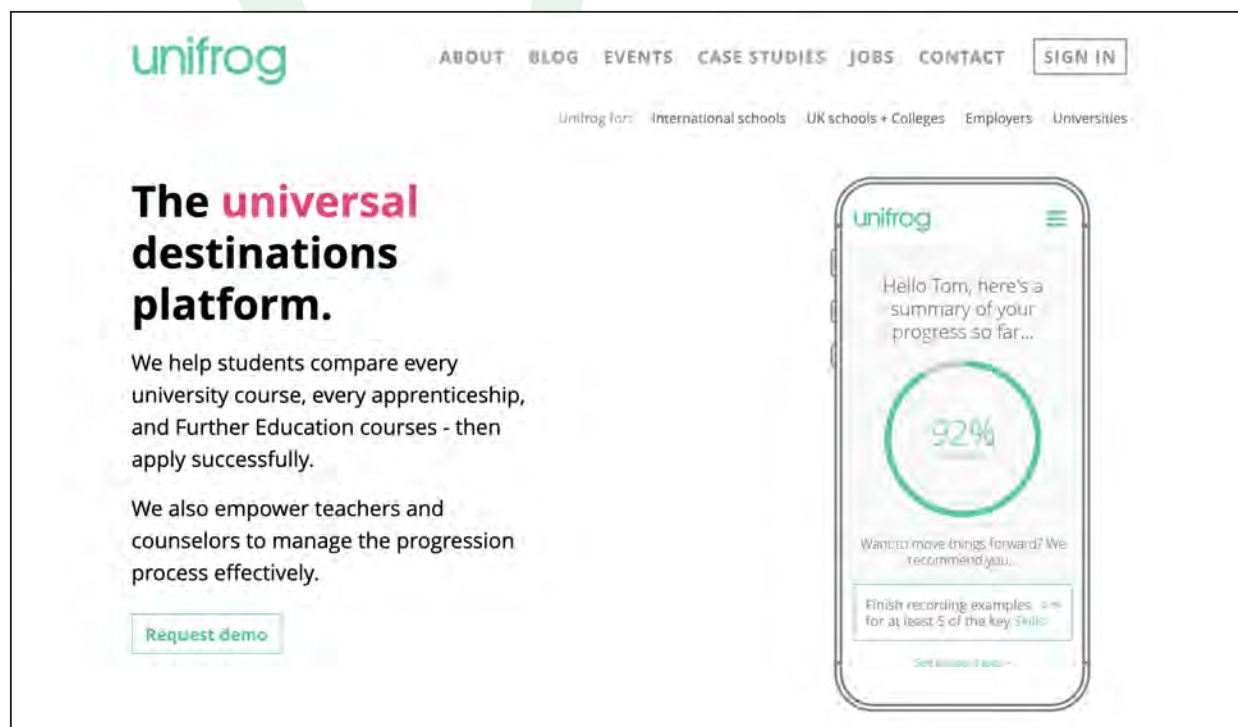 unifrog
ABOUT BLOG EVENTS CASE STUDIES JOBS CONTACT SIGN IN
Unifrog for: International schools UK schools + Colleges Employers Universities
The universal
destinations
platform.
We help students compare every
university course, every apprenticeship,
and Further Education courses - then
apply successfully.
We also empower teachers and
counselors to manage the progression
process effectively.
Request demo
unifrog
Hello Tom, here's a
summary of your
progress so far...
92%
Want to move things forward? We
recommend you...
Finish recording examples
for at least 5 of the key Skills